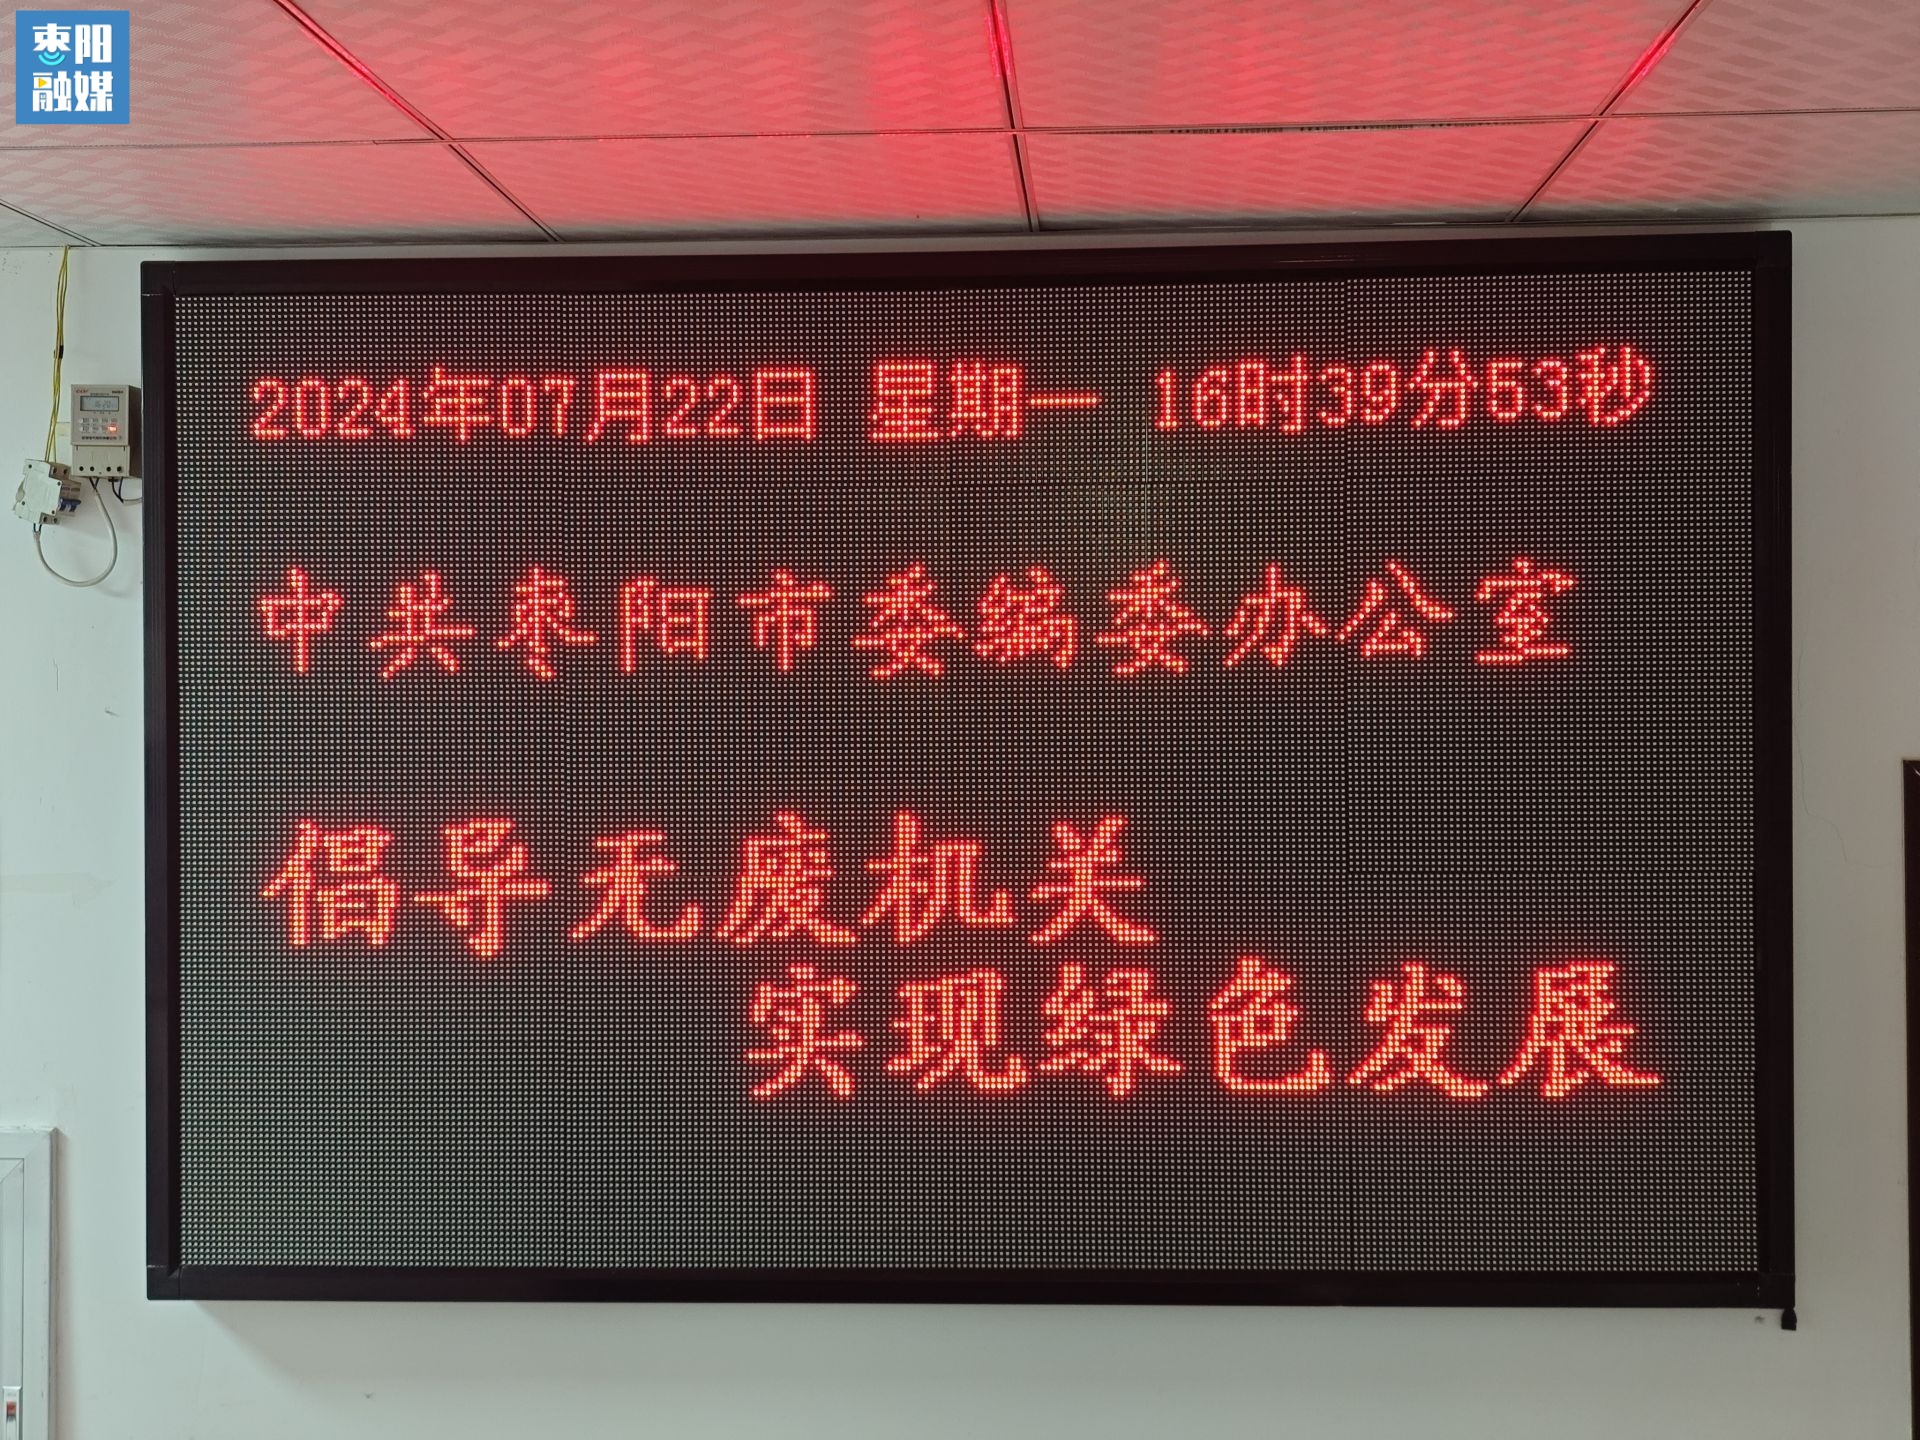 枣阳
融媒
2024年07月22日 星期一 16时39分53秒
中共枣阳市委编委办公室
倡导无废机关
实现绿色发展